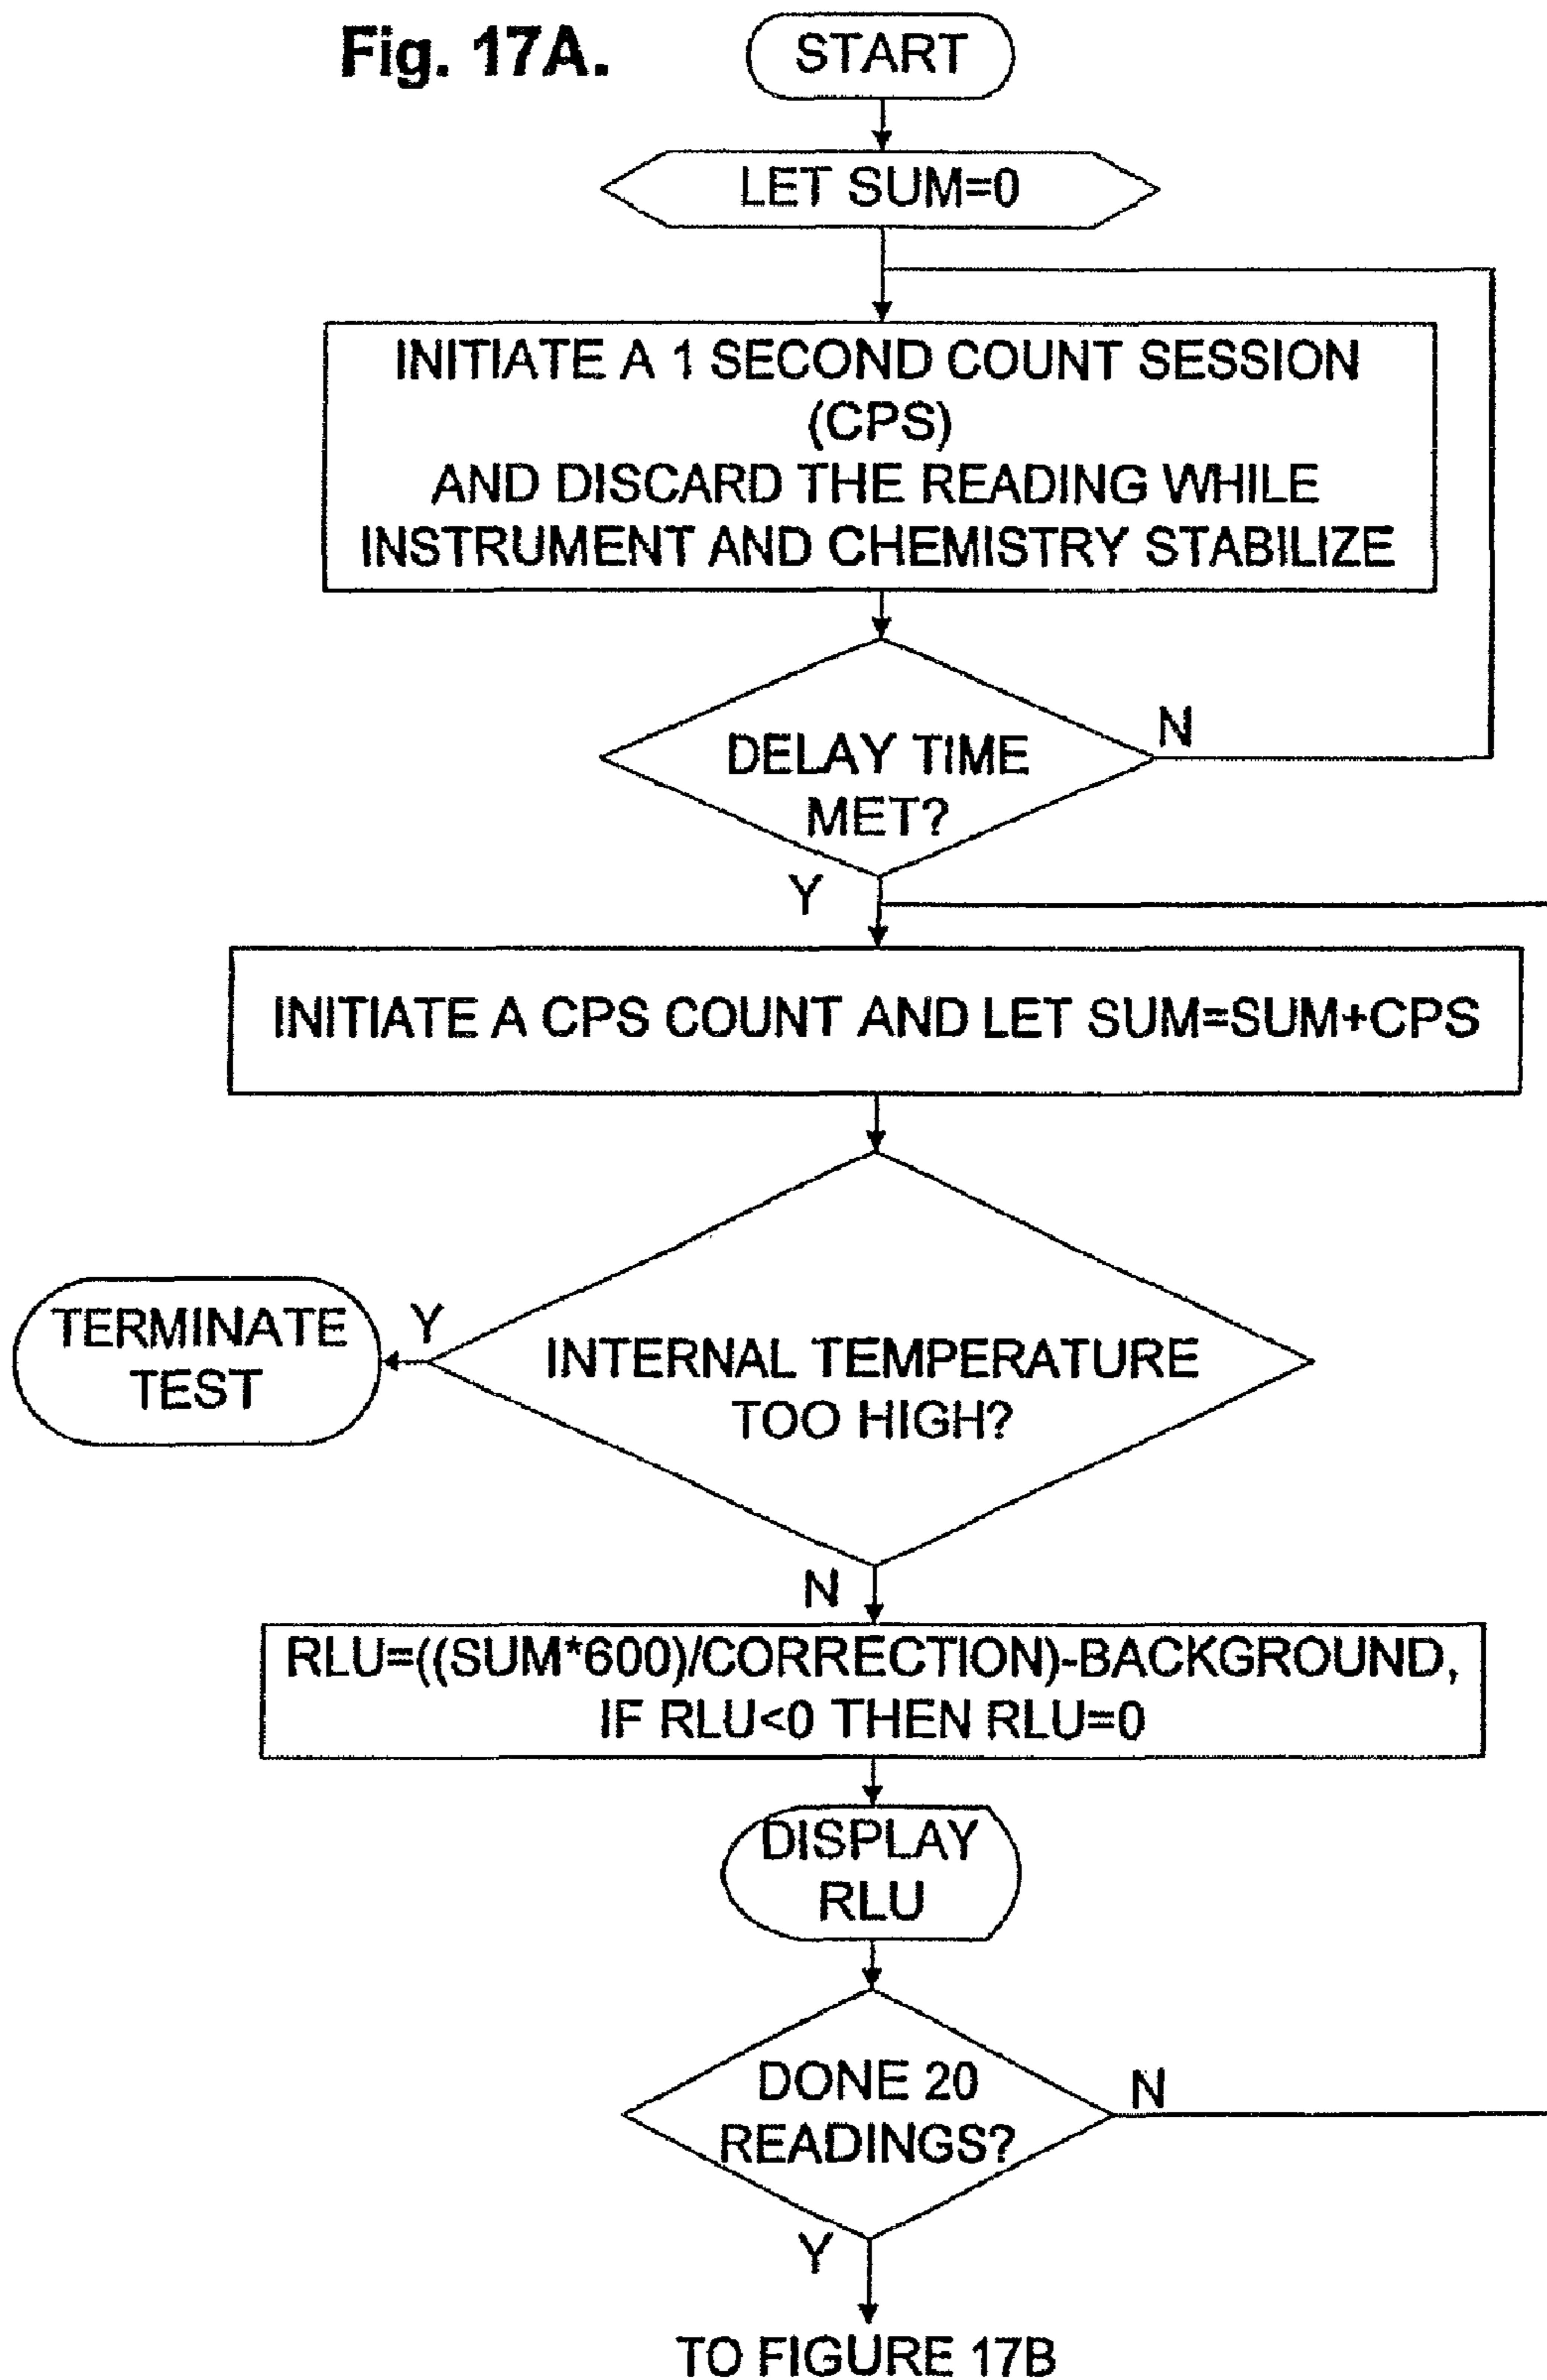 Fig. 17A.
START
LET SUM=0
INITIATE A 1 SECOND COUNT SESSION
(CPS)
AND DISCARD THE READING WHILE
INSTRUMENT AND CHEMISTRY STABILIZE
DELAY TIME
MET?
N
Y
INITIATE A CPS COUNT AND LET SUM=SUM+CPS
TERMINATE
TEST
Y
INTERNAL TEMPERATURE
TOO HIGH?
N
RLU=((SUM*600)/CORRECTION)-BACKGROUND,
IF RLU<0 THEN RLU=0
DISPLAY
RLU
DONE 20
READINGS?
N
Y
TO FIGURE 17B